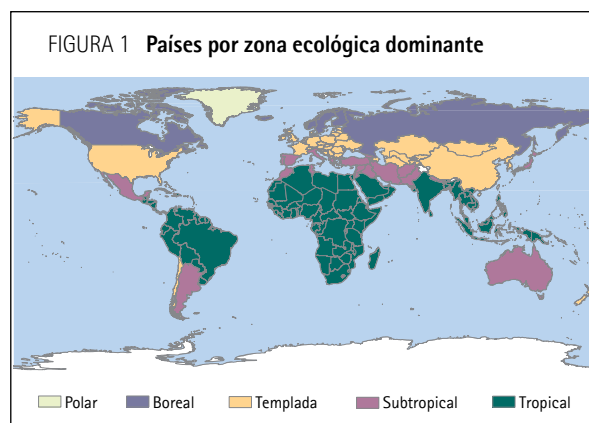 FIGURA 1 Países por zona ecológica dominante
Polar Boreal Templada Subtropical Tropical